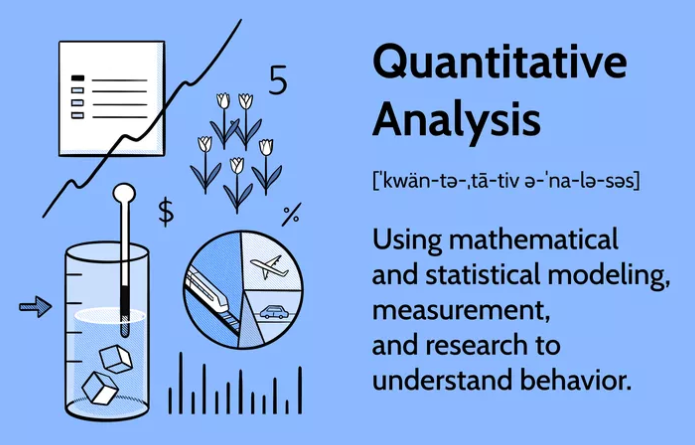 5
$
%
Quantitative
Analysis
[ˈkwän-tə-ˌtā-tiv ə-ˈna-lə-səs]
Using mathematical
and statistical modeling,
measurement,
and research to
understand behavior.